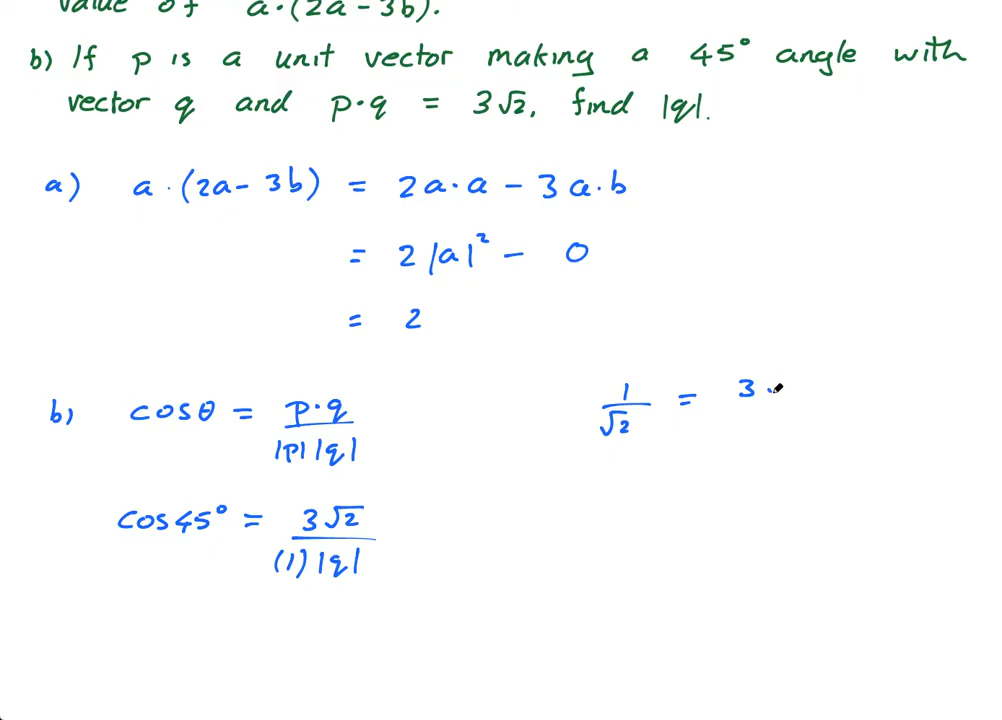 value of a·(2a-3b).
b) If p is a unit vector making a 45° angle with
vector q and p·q = 3√2, find |q|.
a) a·(2a-3b) = 2a·a - 3a·b
= 2|a|² - 0
= 2
b) cosθ = p·q / |p||q|
1/√2 = 3
cos45° = 3√2 / (1)|q|